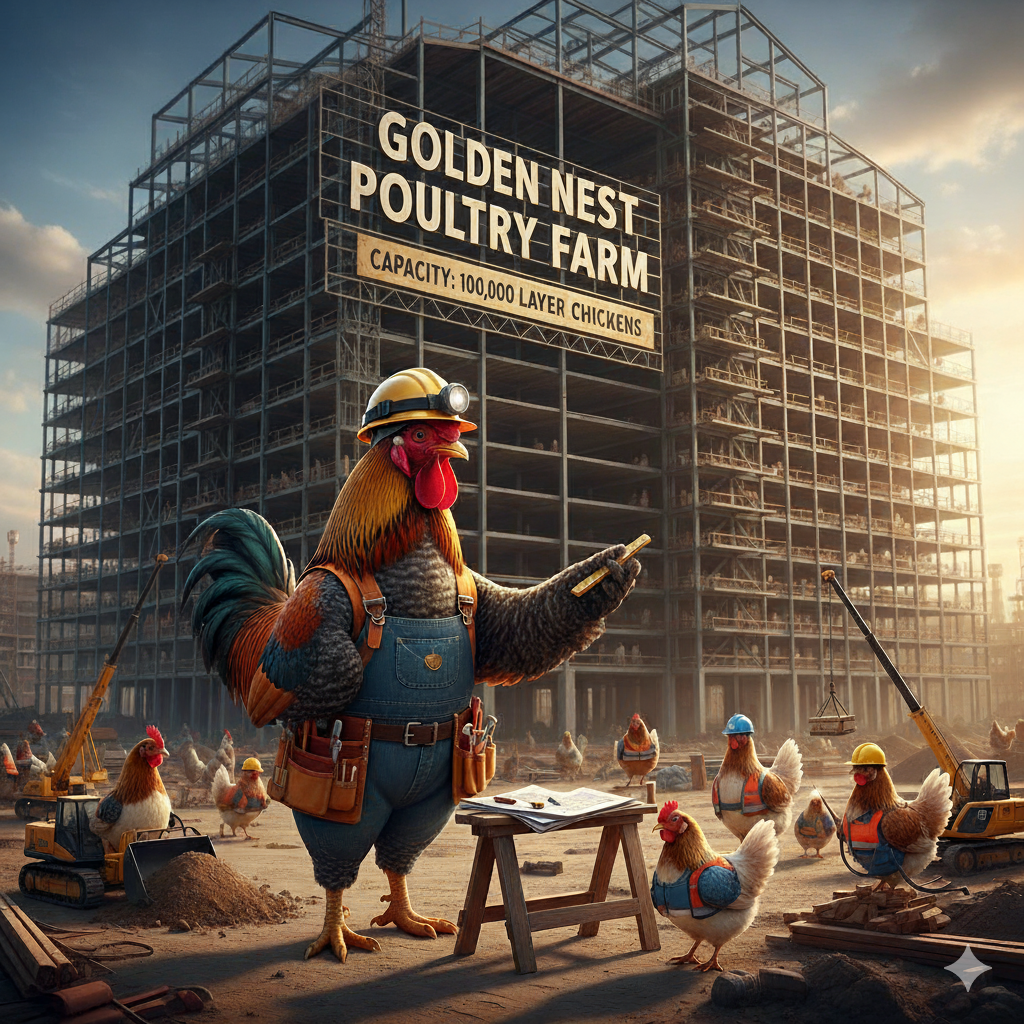 GOLDEN NEST
POULTRY FARM
CAPACITY: 100,000 LAYER CHICKENS